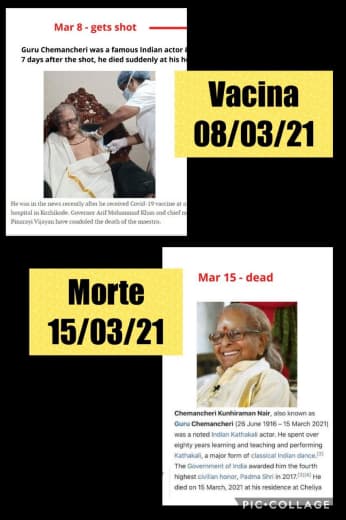 Mar 8 - gets shot
Guru Chemancheri was a famous Indian actor
7 days after the shot, he died suddenly at his
Vacina
08/03/21
He was in the news recently after he received Covid-19 vaccine at
hospital in Kozhikode. Governor Arif Mohammad Khan and chief
Pinarayi Vijayan have condoled the death of the maestro.
Morte
15/03/21
Mar 15 - dead
Chemancheri Kunhiraman Nair, also known as
Guru Chemancheri (26 June 1916 – 15 March 2021)
was a noted Indian Kathakali actor. He spent over
eighty years learning and teaching and performing
Kathakali, a major form of classical Indian dance.[2]
The Government of India awarded him the fourth
highest civilian honor, Padma Shri in 2017.[3][4] He
died on 15 March, 2021 at his residence at Cheliya
PIC•COLLAGE